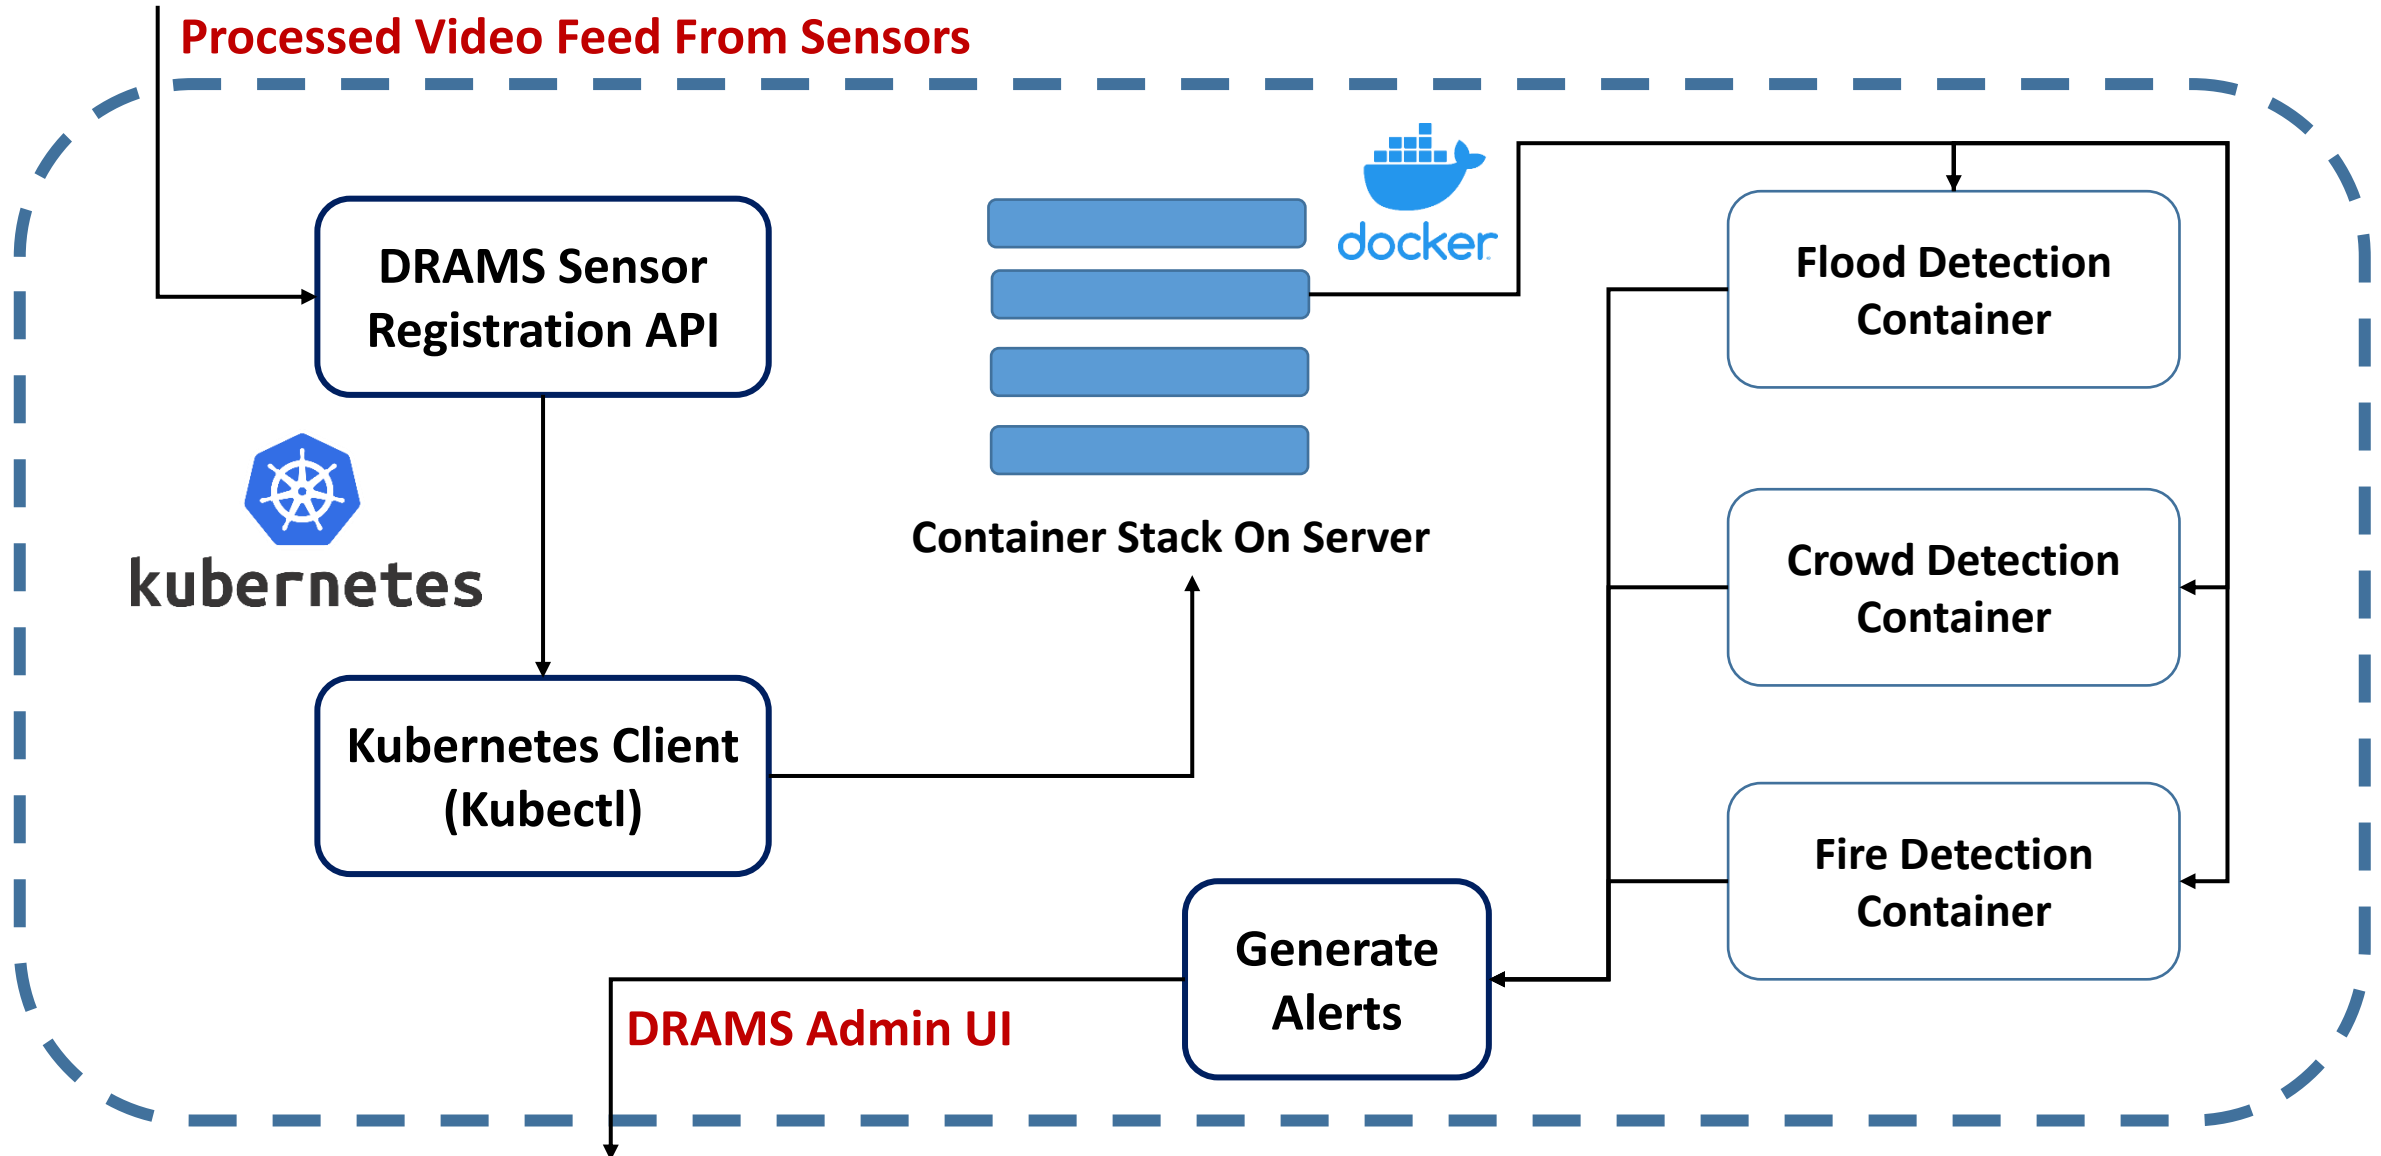 Processed Video Feed From Sensors
DRAMS Sensor
Registration API
kubernetes
Kubernetes Client
(Kubectl)
docker
Container Stack On Server
Flood Detection
Container
Crowd Detection
Container
Fire Detection
Container
Generate
Alerts
DRAMS Admin UI